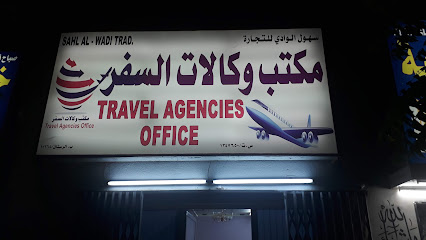 SAHL AL - WADI TRAD.
سهول الوادي للتجارة
مكتب وكالات السفر
TRAVEL AGENCIES
OFFICE
مكتب وكالات السفر
Travel Agencies Office